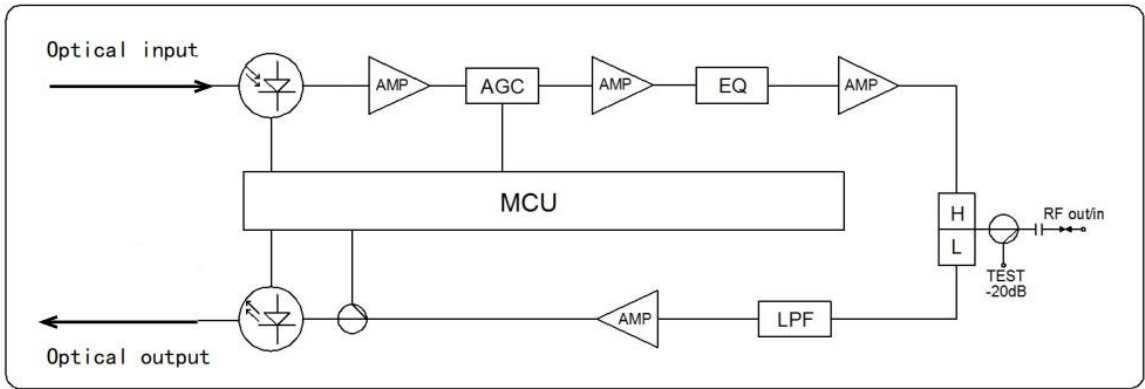 Optical input
AMP
AGC
AMP
EQ
AMP
MCU
H
L
RF out/in
TEST
-20dB
AMP
LPF
Optical output